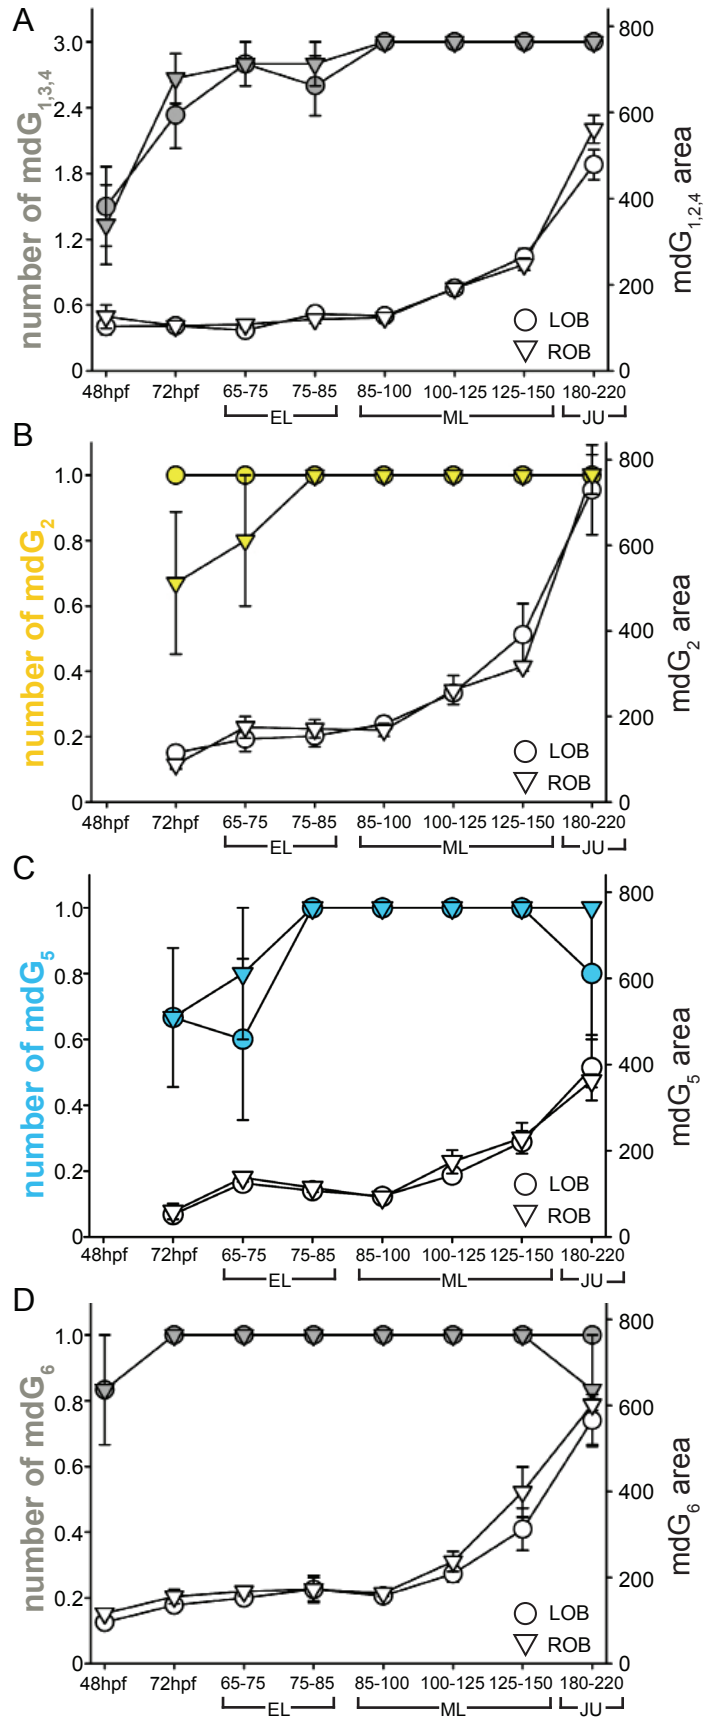 A
number of mdG1,3,4
3.0
2.4
1.8
1.2
0.6
0
800
600
400
200
0
mdG1,2,4 area
LOB
ROB
48hpf 72hpf 65-75 75-85 85-100 100-125 125-150 180-220
EL ML JU
B
number of mdG2
1.0
0.8
0.6
0.4
0.2
0
800
600
400
200
0
mdG2 area
LOB
ROB
48hpf 72hpf 65-75 75-85 85-100 100-125 125-150 180-220
EL ML JU
C
number of mdG5
1.0
0.8
0.6
0.4
0.2
0
800
600
400
200
0
mdG5 area
LOB
ROB
48hpf 72hpf 65-75 75-85 85-100 100-125 125-150 180-220
EL ML JU
D
number of mdG6
1.0
0.8
0.6
0.4
0.2
0
800
600
400
200
0
mdG6 area
LOB
ROB
48hpf 72hpf 65-75 75-85 85-100 100-125 125-150 180-220
EL ML JU